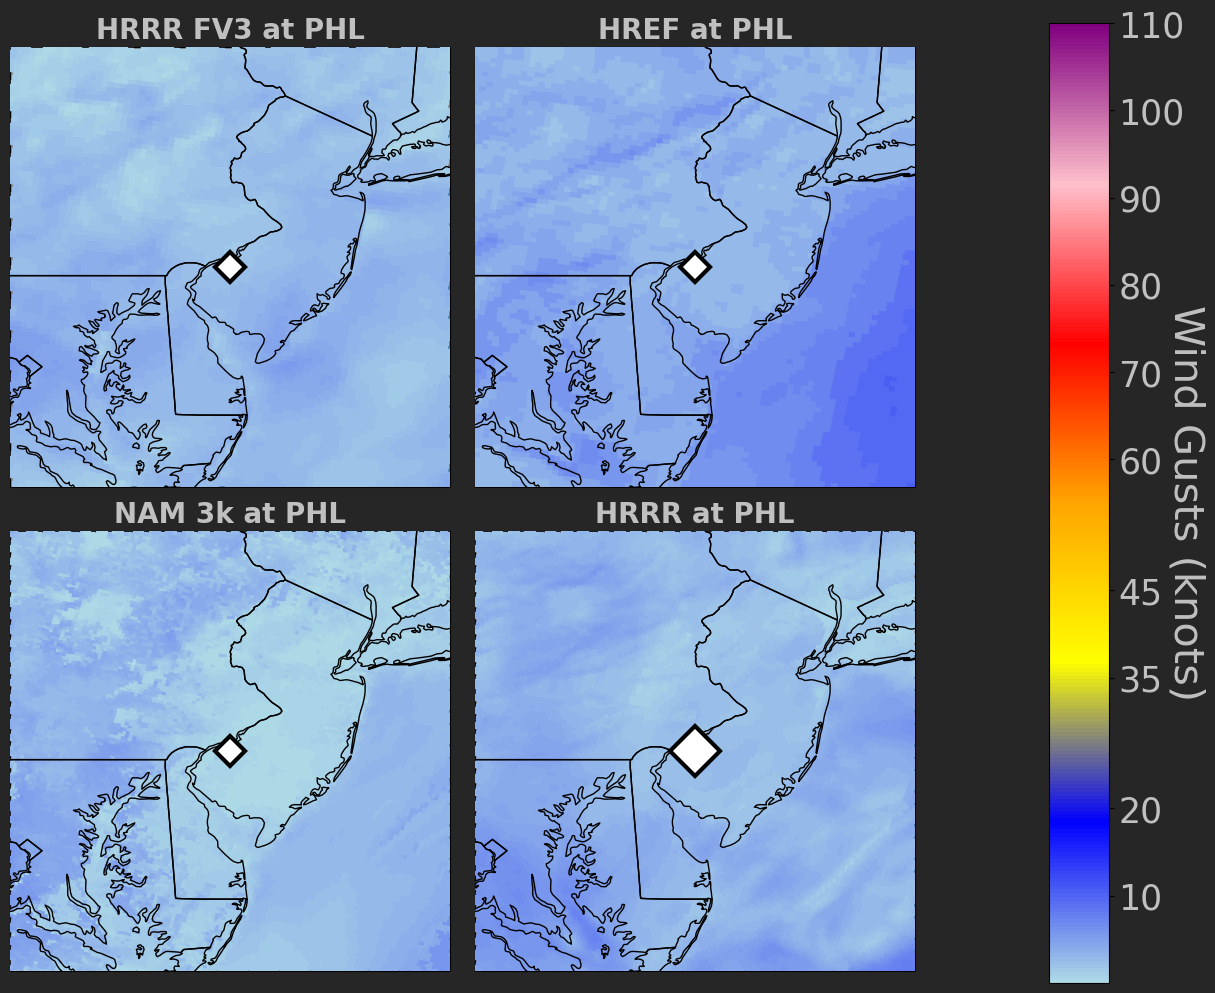 HRRR FV3 at PHL
HREF at PHL
NAM 3k at PHL
HRRR at PHL
110
100
90
80
70
60
45
35
20
10
Wind Gusts (knots)